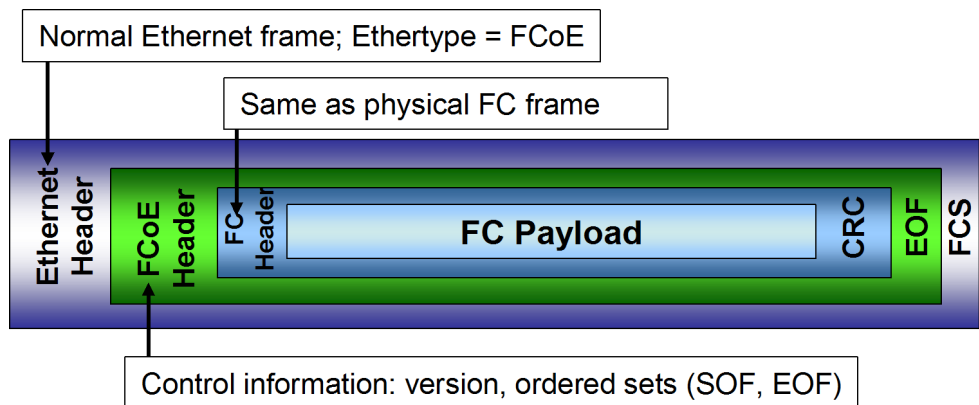 Normal Ethernet frame; Ethertype = FCoE
Same as physical FC frame
Ethernet
Header
FCoE
Header
FC
Header
FC Payload
CRC
EOF
FCS
Control information: version, ordered sets (SOF, EOF)